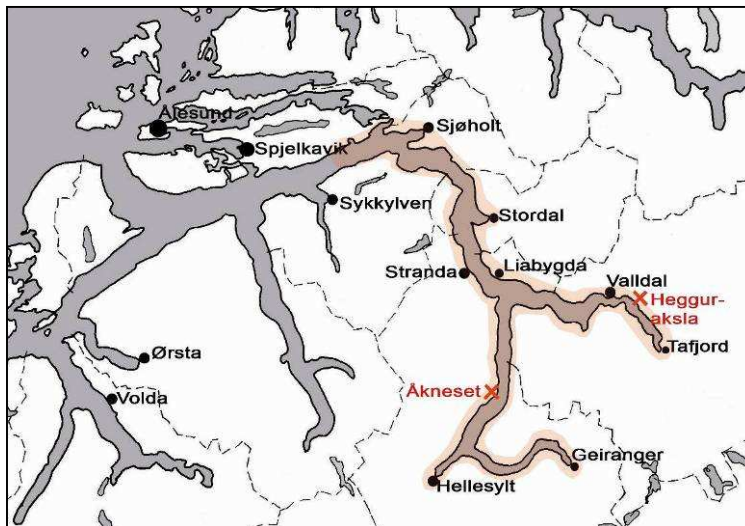 Ålesund
Sjøholt
Spjelkavik
Sykkylven
Stordal
Stranda
Liabygda
Valldal
Heggur-
aksla
Tafjord
Ørsta
Åkneset
Volda
Geiranger
Hellesylt